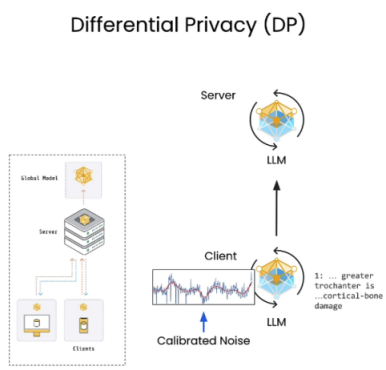 Differential Privacy (DP)
Server
LLM
Global Model
Server
Clients
Client
1: ... greater
trochanter is
...cortical-bone
damage
LLM
Calibrated Noise